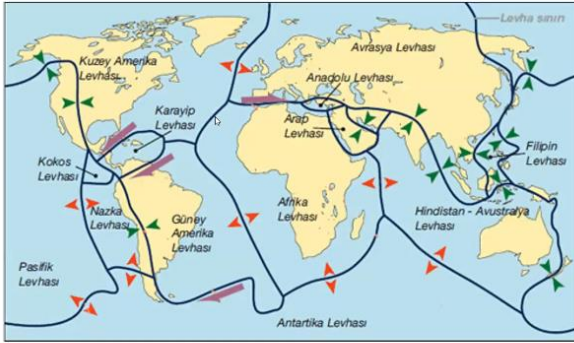 Levha sınırı
Kuzey Amerika
Levhası
Avrasya Levhası
Anadolu Levhası
Karayip
Levhası
Arap
Levhası
Kokos
Levhası
Filipin
Levhası
Nazka
Levhası
Güney
Amerika
Levhası
Afrika
Levhası
Hindistan - Avustralya
Levhası
Pasifik
Levhası
Antartika Levhası